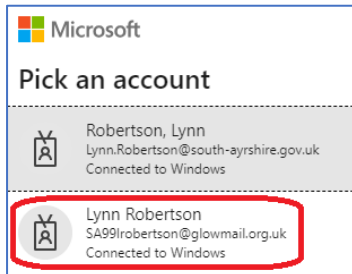 Microsoft
Pick an account
Robertson, Lynn
Lynn.Robertson@south-ayrshire.gov.uk
Connected to Windows
Lynn Robertson
SA99lrobertson@glowmail.org.uk
Connected to Windows